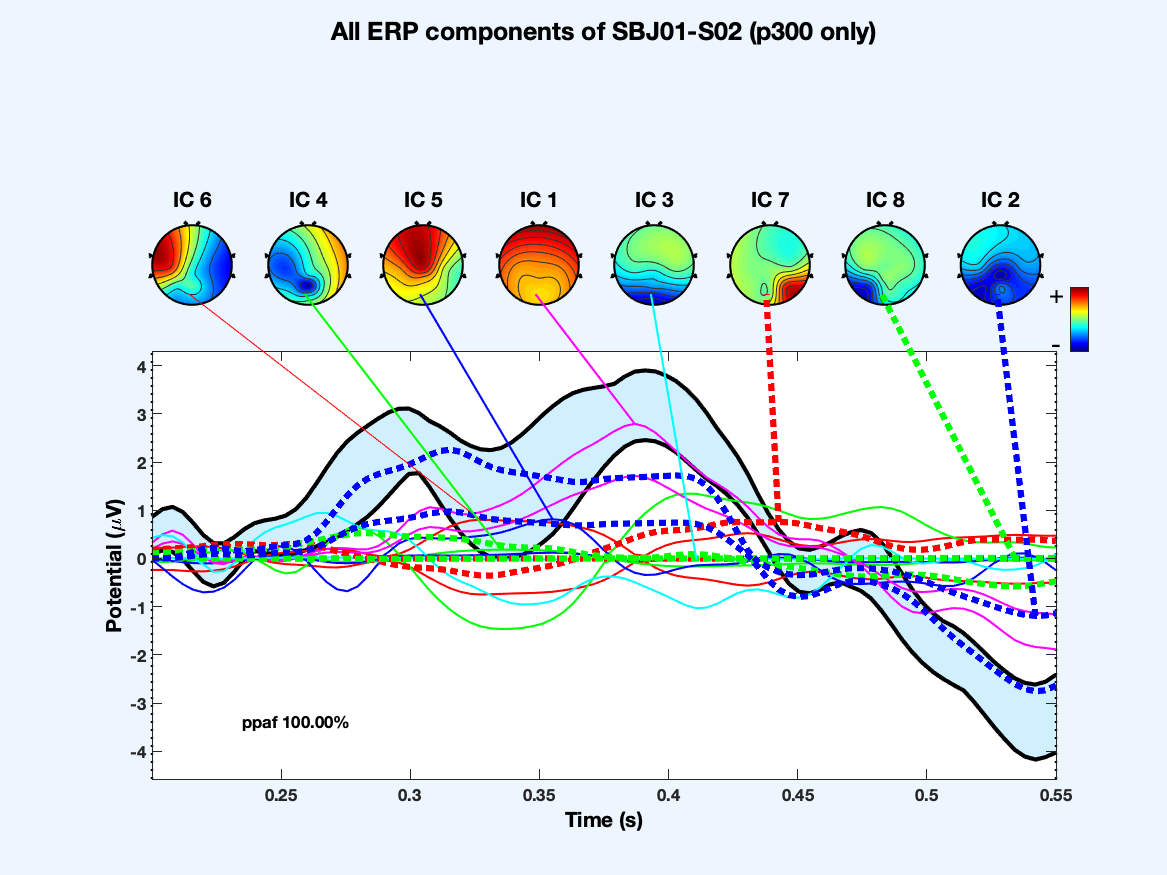 All ERP components of SBJ01-S02 (p300 only)
IC 6 IC 4 IC 5 IC 1 IC 3 IC 7 IC 8 IC 2
+
-
Potential (μV)
4
3
2
1
0
-1
-2
-3
-4
ppaf 100.00%
0.25 0.3 0.35 0.4 0.45 0.5 0.55
Time (s)